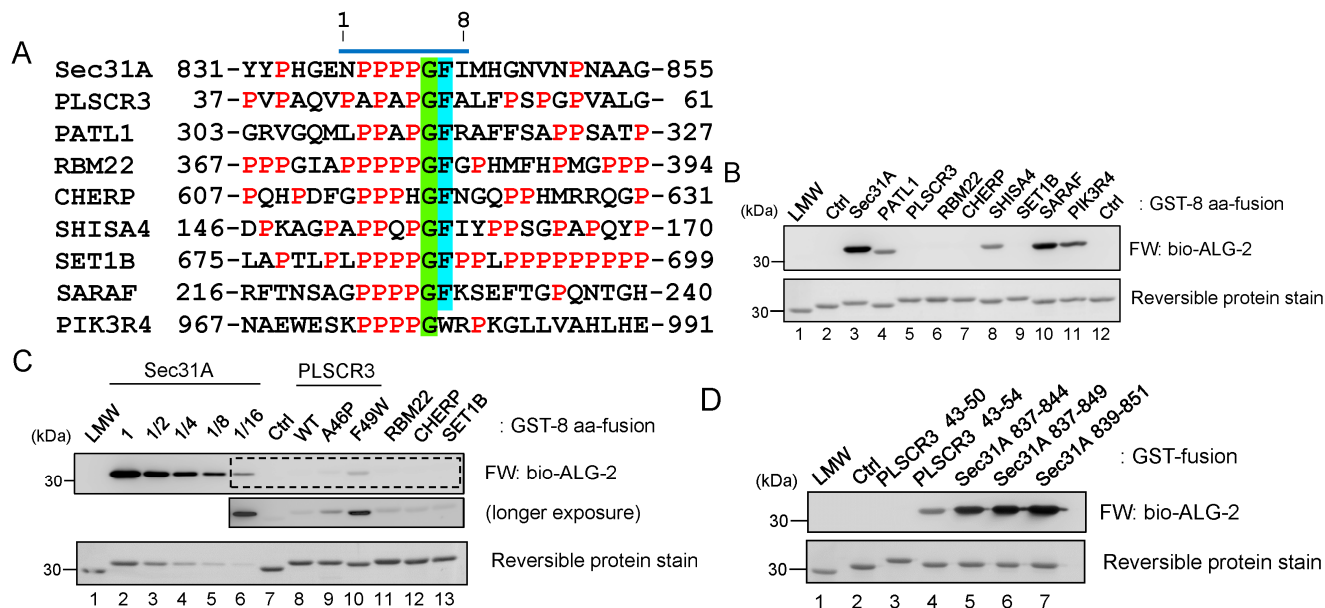 A
1 8
Sec31A 831-YYPHGENPPPPGFIMHGNVNPNAAG-855
PLSCR3 37-PVPAQVPAPAPGFALFPSPGPVALG- 61
PATL1 303-GRVGQMLPPAPGFRAFFSAPPSATP-327
RBM22 367-PPPGIAPPPPPGFGPHMFHPMGPPP-394
CHERP 607-PQHPDFGPPPHGFNGQPPHMRRQGP-631
SHISA4 146-DPKAGPAPPQPGFIYPPSGPAPQYP-170
SET1B 675-LAPTLPLPPPPGFPPLPPPPPPPPP-699
SARAF 216-RFTNSAGPPPPGFKSEFTGPQNTGH-240
PIK3R4 967-NAEWESKPPPPGWRPKGLLVAHLHE-991
B
(kDa) LMW Ctrl Sec31A PATL1 PLSCR3 RBM22 CHERP SHISA4 SET1B SARAF PIK3R4 Ctrl : GST-8 aa-fusion
30 FW: bio-ALG-2
30 Reversible protein stain
1 2 3 4 5 6 7 8 9 10 11 12
C
Sec31A PLSCR3
(kDa) LMW 1 1/2 1/4 1/8 1/16 Ctrl WT A46P F49W RBM22 CHERP SET1B : GST-8 aa-fusion
30 FW: bio-ALG-2
(longer exposure)
30 Reversible protein stain
1 2 3 4 5 6 7 8 9 10 11 12 13
D
(kDa) LMW Ctrl PLSCR3 43-50 PLSCR3 43-54 Sec31A 837-844 Sec31A 837-849 Sec31A 839-851 : GST-fusion
30 FW: bio-ALG-2
30 Reversible protein stain
1 2 3 4 5 6 7